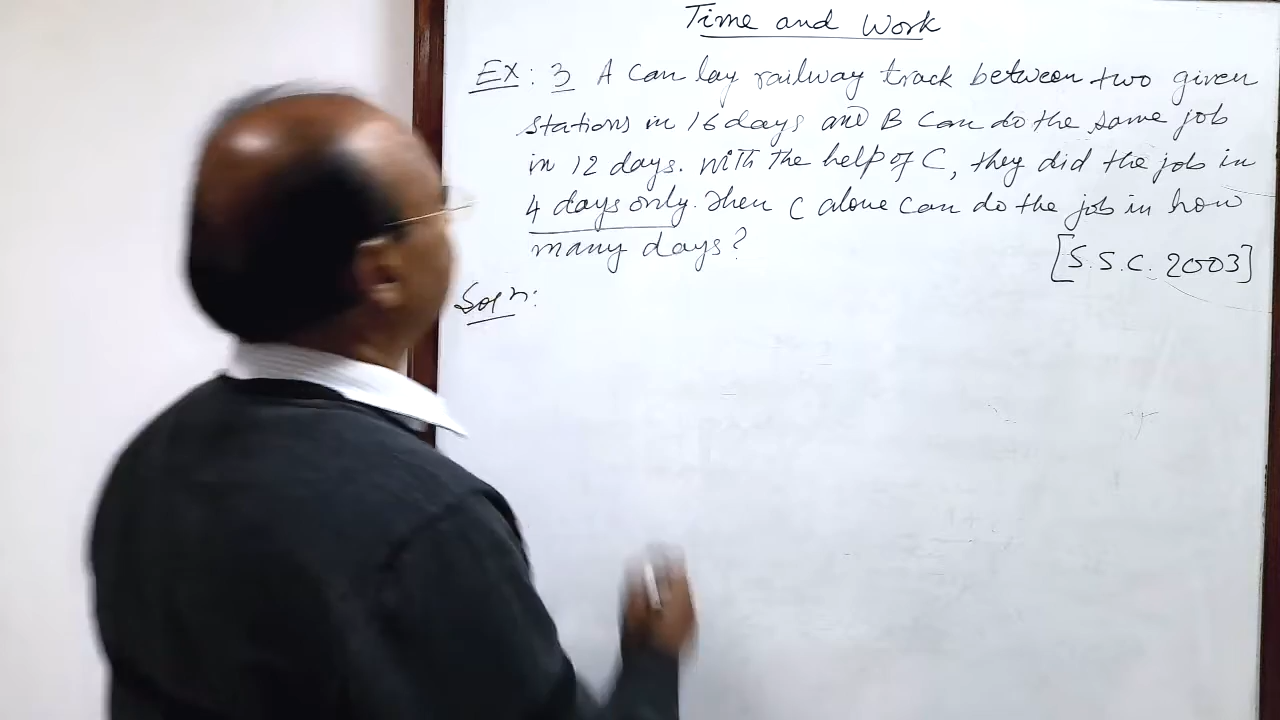 Time and Work
Ex: 3 A can lay railway track between two given
stations in 16 days and B can do the same job
in 12 days. With the help of C, they did the job in
4 days only. Then C alone can do the job in how
many days?
[S.S.C. 2003]
Solⁿ: